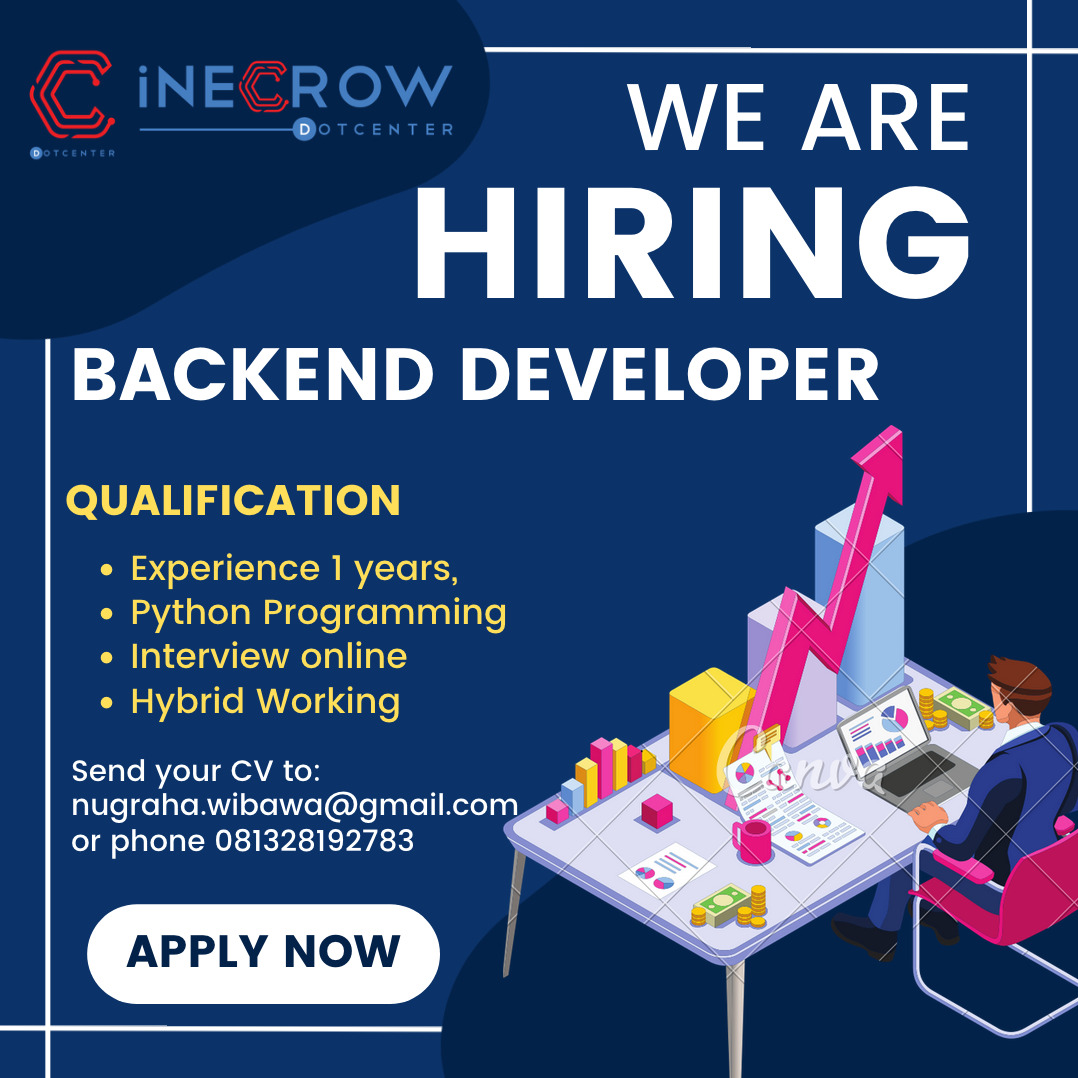 iNECROW
DOTCENTER
DOTCENTER
WE ARE
HIRING
BACKEND DEVELOPER
QUALIFICATION
Experience 1 years,
Python Programming
Interview online
Hybrid Working
Send your CV to:
nugraha.wibawa@gmail.com
or phone 081328192783
Canva
APPLY NOW